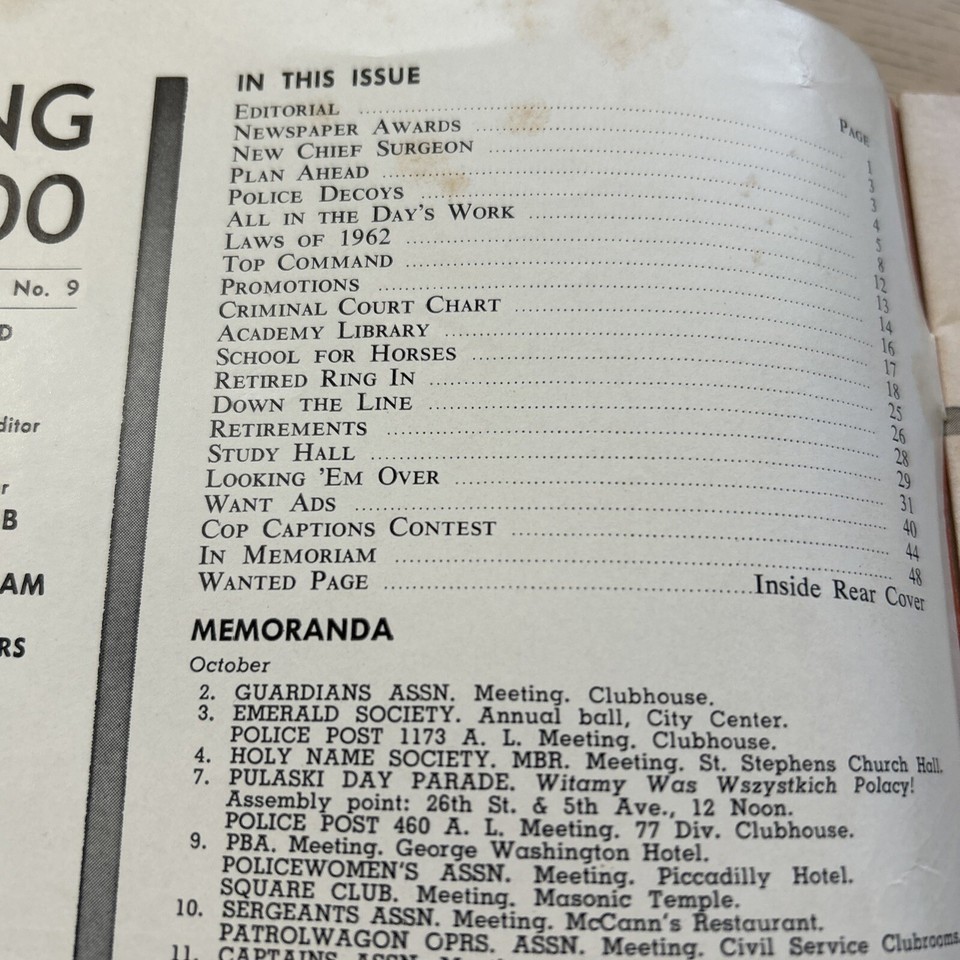 NG
00
No. 9
D
ditor
r
B
AM
RS
IN THIS ISSUE
PAGE
EDITORIAL 1
NEWSPAPER AWARDS 3
NEW CHIEF SURGEON 3
PLAN AHEAD 4
POLICE DECOYS 5
ALL IN THE DAY'S WORK 8
LAWS OF 1962 12
TOP COMMAND 13
PROMOTIONS 14
CRIMINAL COURT CHART 16
ACADEMY LIBRARY 17
SCHOOL FOR HORSES 18
RETIRED RING IN 25
DOWN THE LINE 26
RETIREMENTS 28
STUDY HALL 29
LOOKING 'EM OVER 31
WANT ADS 40
COP CAPTIONS CONTEST 44
IN MEMORIAM 48
WANTED PAGE Inside Rear Cover
MEMORANDA
October
2. GUARDIANS ASSN. Meeting. Clubhouse.
3. EMERALD SOCIETY. Annual ball, City Center.
POLICE POST 1173 A. L. Meeting. Clubhouse.
4. HOLY NAME SOCIETY. MBR. Meeting. St. Stephens Church Hall.
7. PULASKI DAY PARADE. Witamy Was Wszystkich Polacy!
Assembly point: 26th St. & 5th Ave., 12 Noon.
POLICE POST 460 A. L. Meeting. 77 Div. Clubhouse.
9. PBA. Meeting. George Washington Hotel.
POLICEWOMEN'S ASSN. Meeting. Piccadilly Hotel.
SQUARE CLUB. Meeting. Masonic Temple.
10. SERGEANTS ASSN. Meeting. McCann's Restaurant.
PATROLWAGON OPRS. ASSN. Meeting. Civil Service Clubrooms.
11. CAPTAINS ASSN.